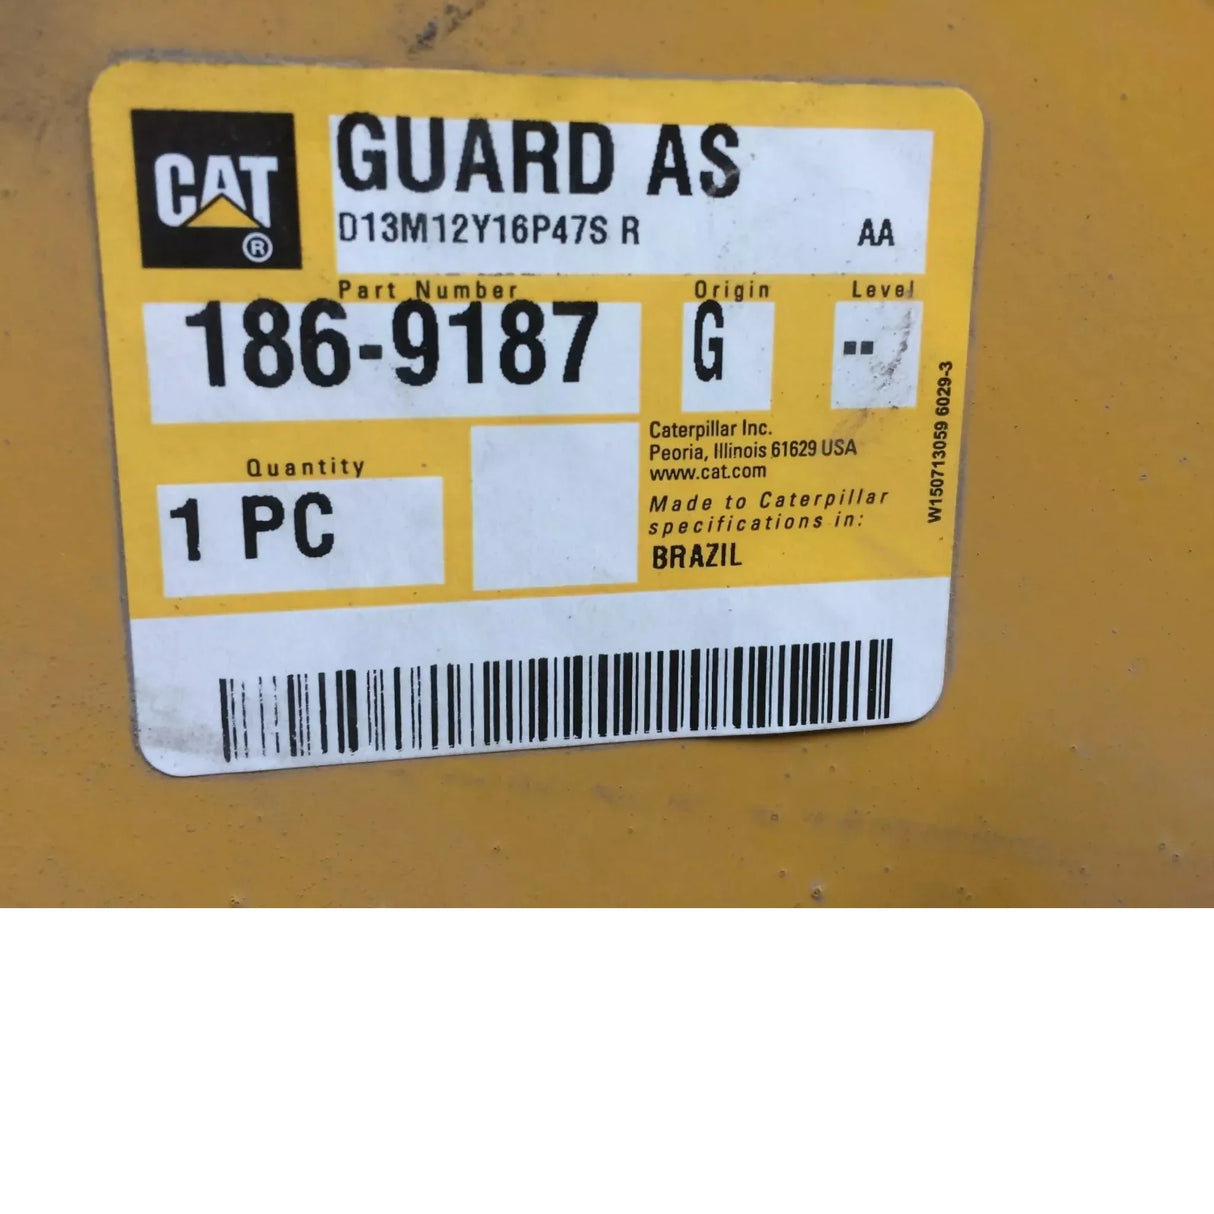 CAT
®
GUARD AS
D13M12Y16P47S R AA
Part Number Origin Level
186-9187 G --
Quantity
1 PC
Caterpillar Inc.
Peoria, Illinois 61629 USA
www.cat.com
Made to Caterpillar
specifications in:
BRAZIL
W150713059 6029-3